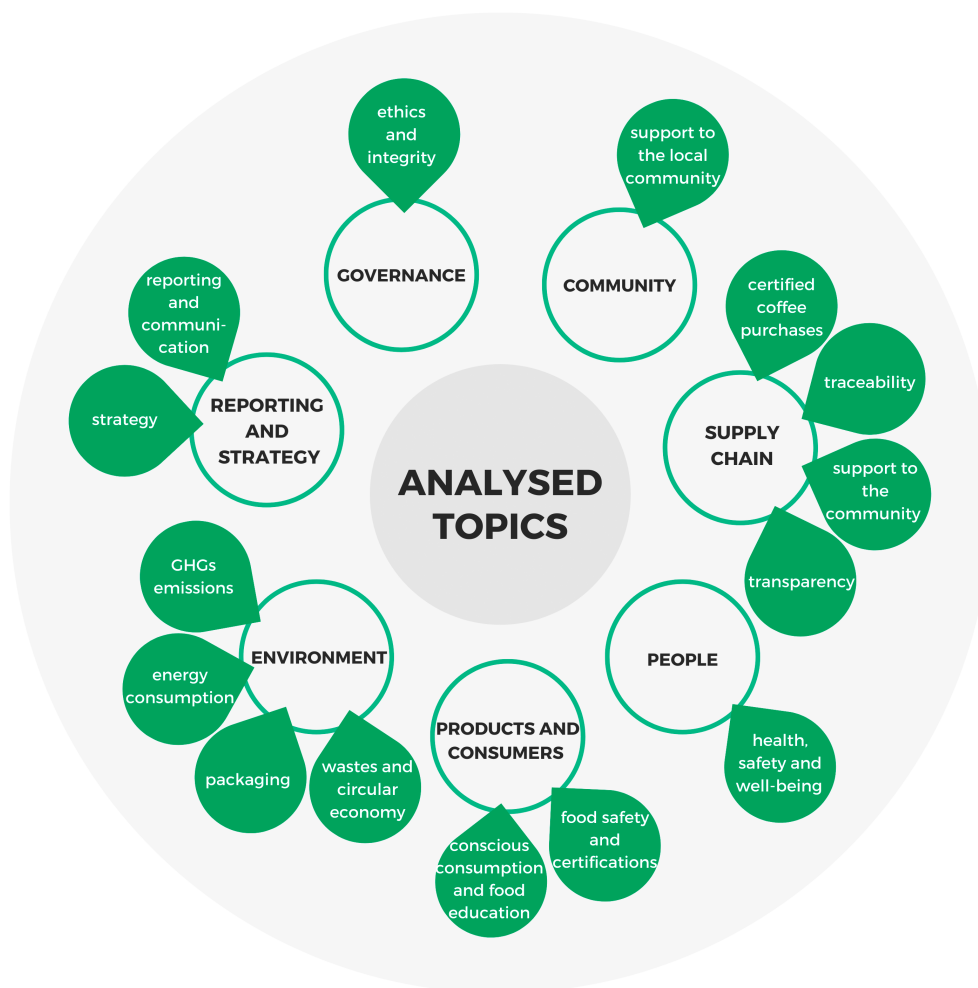 ANALYSED
TOPICS
GOVERNANCE
ethics
and
integrity
COMMUNITY
support to
the local
community
SUPPLY
CHAIN
certified
coffee
purchases
traceability
support to
the
community
transparency
PEOPLE
health,
safety and
well-being
PRODUCTS AND
CONSUMERS
food safety
and
certifications
conscious
consumption
and food
education
ENVIRONMENT
wastes and
circular
economy
packaging
energy
consumption
GHGs
emissions
REPORTING
AND
STRATEGY
strategy
reporting
and
communi-
cation